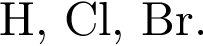 H, Cl, Br.